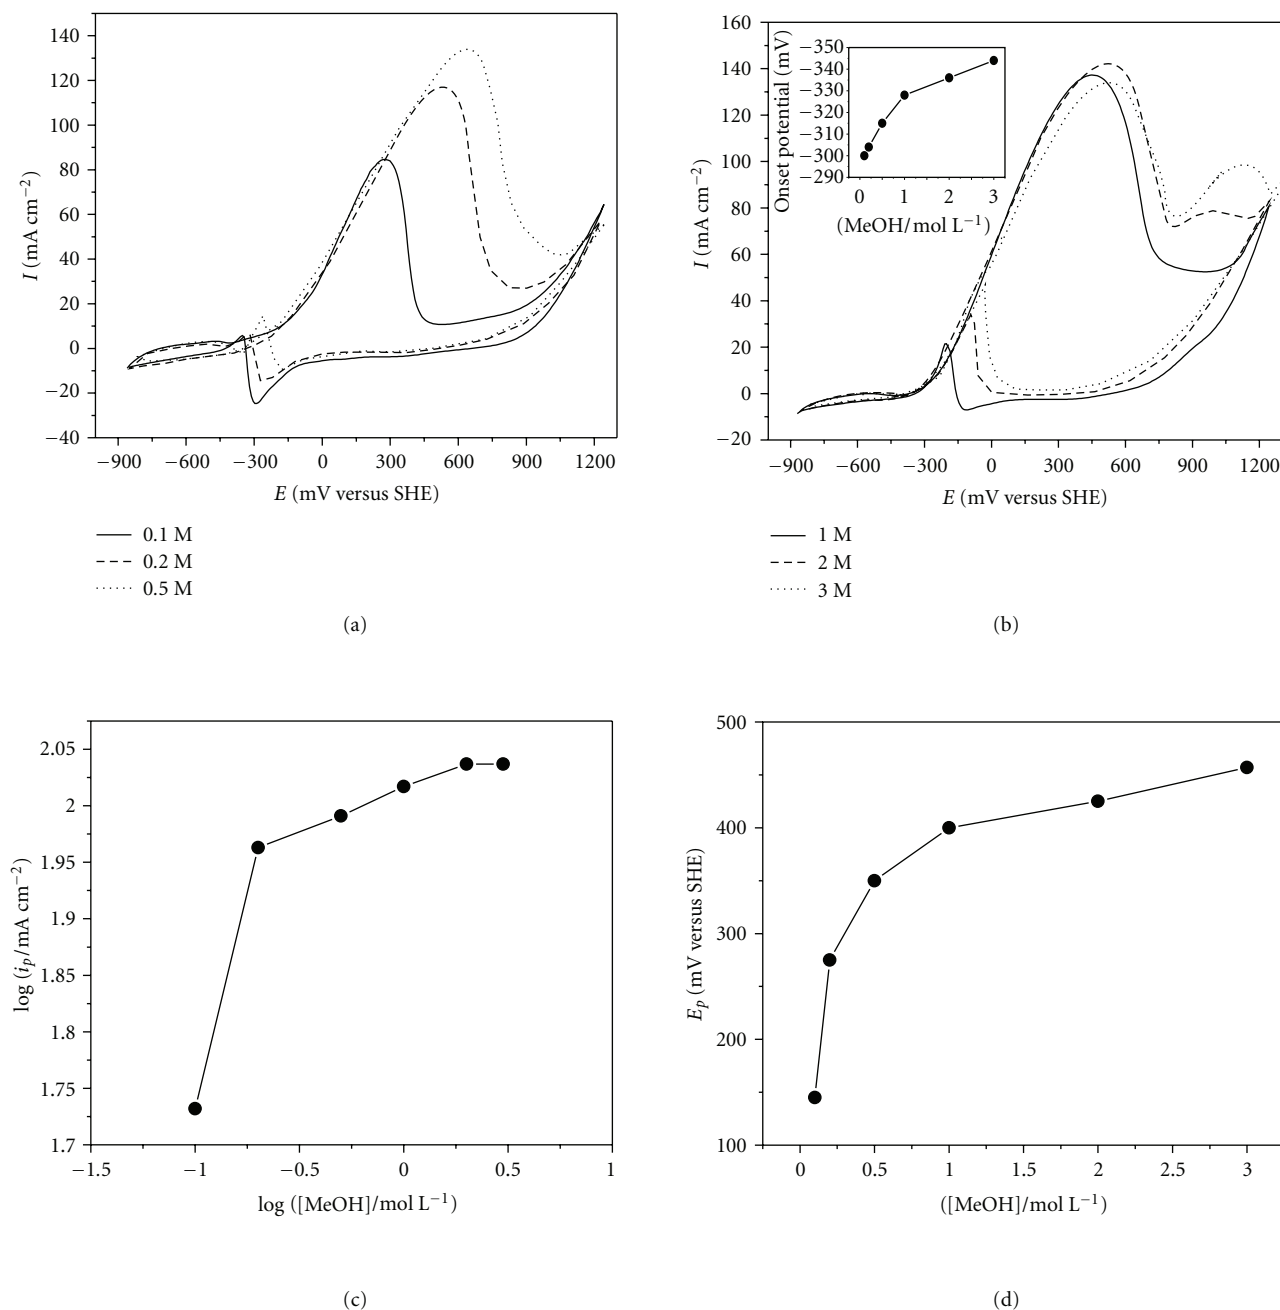 140
120
100
80
60
40
20
0
−20
−40
I (mA cm−2)
−900 −600 −300 0 300 600 900 1200
E (mV versus SHE)
0.1 M
0.2 M
0.5 M
(a)
160
140
120
100
80
60
40
20
0
−20
I (mA cm−2)
−350
−340
−330
−320
−310
−300
−290
Onset potential (mV)
0 1 2 3
(MeOH/mol L−1)
−900 −600 −300 0 300 600 900 1200
E (mV versus SHE)
1 M
2 M
3 M
(b)
2.05
2
1.95
1.9
1.85
1.8
1.75
1.7
log (ip/mA cm−2)
−1.5 −1 −0.5 0 0.5 1
log ([MeOH]/mol L−1)
(c)
500
400
300
200
100
Ep (mV versus SHE)
0 0.5 1 1.5 2 2.5 3
([MeOH]/mol L−1)
(d)